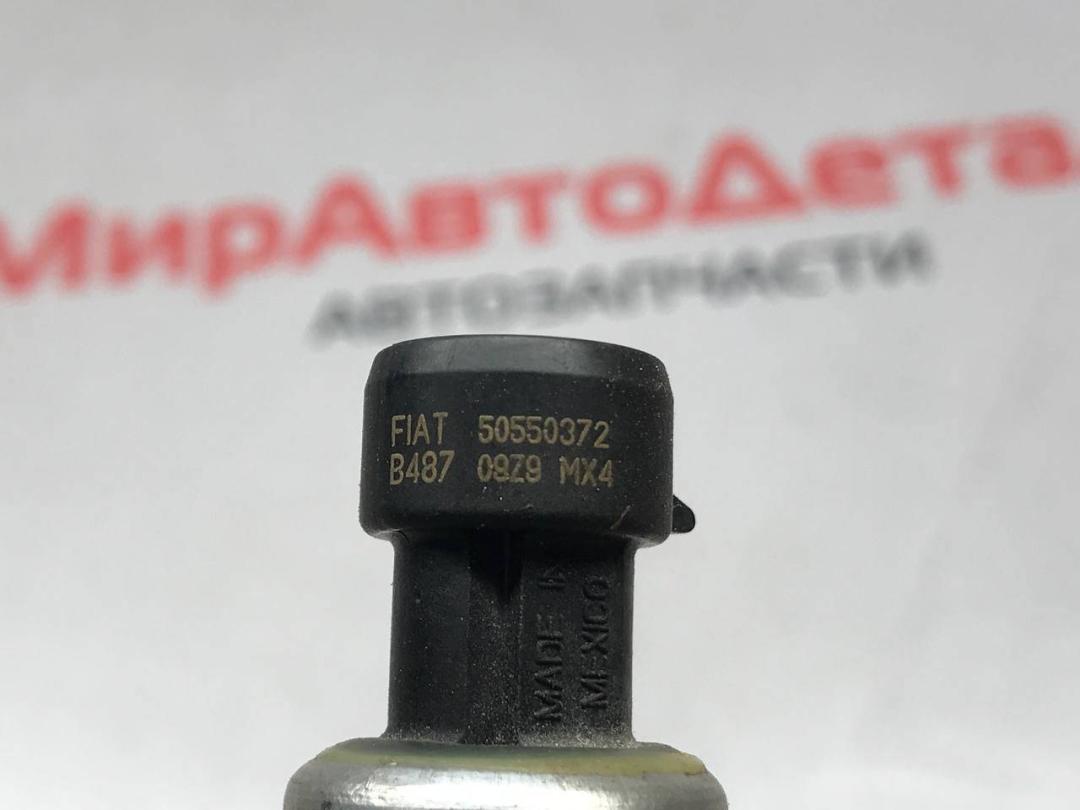 МирАвтоДета
АВТОЗАПЧАСТИ
FIAT 50550372
B487 09Z9 MX4
MADE IN
MEXICO